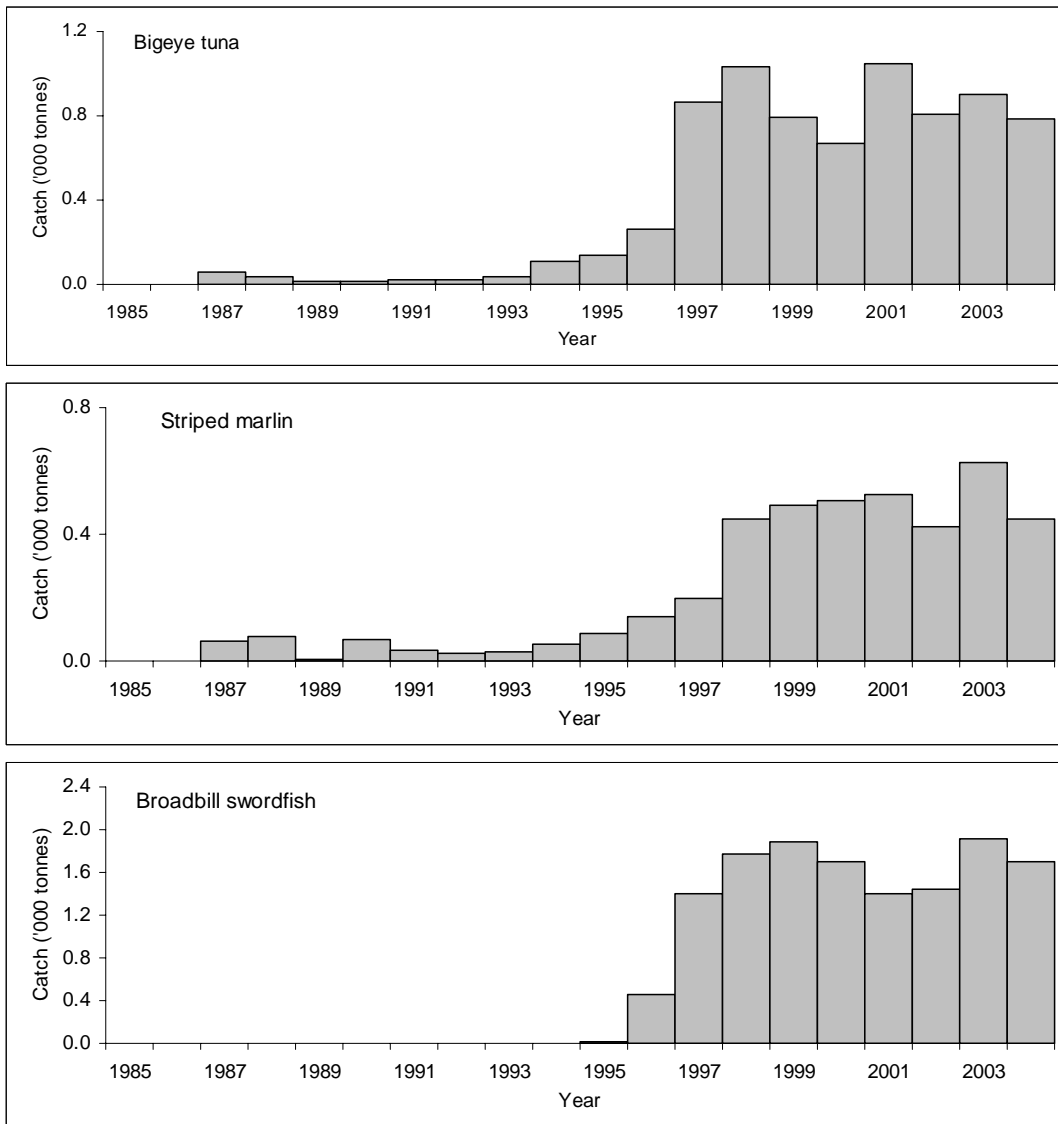 Bigeye tuna
Catch ('000 tonnes)
1.2
0.8
0.4
0.0
1985 1987 1989 1991 1993 1995 1997 1999 2001 2003
Year
Striped marlin
Catch ('000 tonnes)
0.8
0.4
0.0
1985 1987 1989 1991 1993 1995 1997 1999 2001 2003
Year
Broadbill swordfish
Catch ('000 tonnes)
2.4
2.0
1.6
1.2
0.8
0.4
0.0
1985 1987 1989 1991 1993 1995 1997 1999 2001 2003
Year